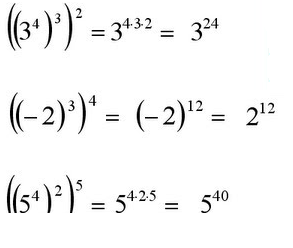 ((3⁴)³)² = 3⁴·³·² = 3²⁴
((−2)³)⁴ = (−2)¹² = 2¹²
((5⁴)²)⁵ = 5⁴·²·⁵ = 5⁴⁰